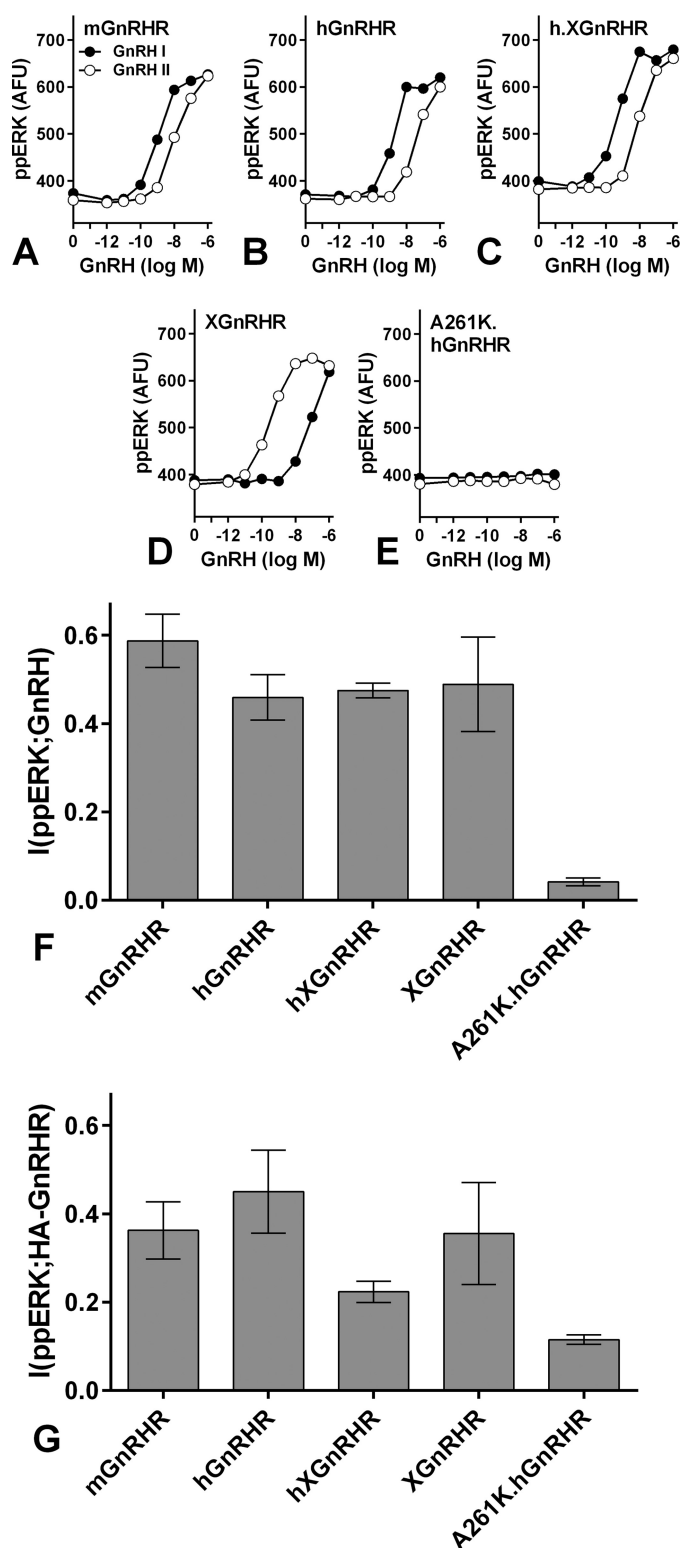 mGnRHR
GnRH I
GnRH II
ppERK (AFU)
700
600
500
400
0 -12 -10 -8 -6
GnRH (log M)
A
hGnRHR
ppERK (AFU)
700
600
500
400
0 -12 -10 -8 -6
GnRH (log M)
B
h.XGnRHR
ppERK (AFU)
700
600
500
400
0 -12 -10 -8 -6
GnRH (log M)
C
XGnRHR
ppERK (AFU)
700
600
500
400
0 -12 -10 -8 -6
GnRH (log M)
D
A261K.
hGnRHR
ppERK (AFU)
700
600
500
400
0 -12 -10 -8 -6
GnRH (log M)
E
I(ppERK;GnRH)
0.6
0.4
0.2
0.0
mGnRHR
hGnRHR
hXGnRHR
XGnRHR
A261K.hGnRHR
F
I(ppERK;HA-GnRHR)
0.6
0.4
0.2
0.0
mGnRHR
hGnRHR
hXGnRHR
XGnRHR
A261K.hGnRHR
G